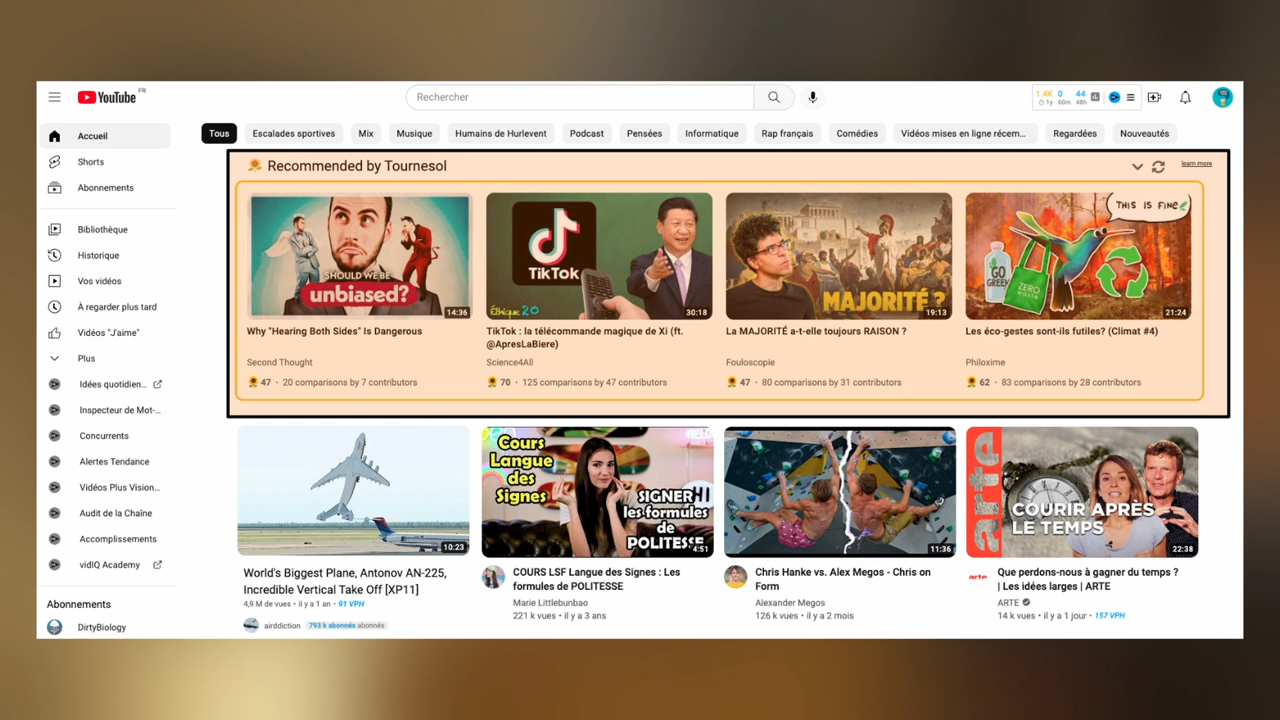 YouTube FR
Rechercher
1.4K 0 44
1y 60m 48h
Tous
Escalades sportives
Mix
Musique
Humains de Hurlevent
Podcast
Pensées
Informatique
Rap français
Comédies
Vidéos mises en ligne récem...
Regardées
Nouveautés
Accueil
Shorts
Abonnements
Bibliothèque
Historique
Vos vidéos
À regarder plus tard
Vidéos "J'aime"
Plus
Idées quotidien...
Inspecteur de Mot-...
Concurrents
Alertes Tendance
Vidéos Plus Vision...
Audit de la Chaîne
Accomplissements
vidIQ Academy
Abonnements
DirtyBiology
Recommended by Tournesol
learn more
SHOULD WE BE
unbiased?
14:36
Why "Hearing Both Sides" Is Dangerous
Second Thought
47 · 20 comparisons by 7 contributors
TikTok
Éthique 20
30:18
TikTok : la télécommande magique de Xi (ft.
@ApresLaBiere)
Science4All
70 · 125 comparisons by 47 contributors
MAJORITÉ ?
19:13
La MAJORITÉ a-t-elle toujours RAISON ?
Fouloscopie
47 · 80 comparisons by 31 contributors
THIS IS FINE
GO
GREEN
ZERO
WASTE
21:24
Les éco-gestes sont-ils futiles? (Climat #4)
Philoxime
62 · 83 comparisons by 28 contributors
10:23
World's Biggest Plane, Antonov AN-225,
Incredible Vertical Take Off [XP11]
4,9 M de vues • il y a 1 an • 91 VPH
airddiction 793 k abonnés abonnés
Cours
Langue
des
Signes
SIGNER
les formules
de
POLITESSE
4:51
COURS LSF Langue des Signes : Les
formules de POLITESSE
Marie Littlebunbao
221 k vues • il y a 3 ans
11:36
Chris Hanke vs. Alex Megos - Chris on
Form
Alexander Megos
126 k vues • il y a 2 mois
arte
COURIR APRÈS
LE TEMPS
22:38
arte
Que perdons-nous à gagner du temps ?
| Les idées larges | ARTE
ARTE
14 k vues • il y a 1 jour • 157 VPH